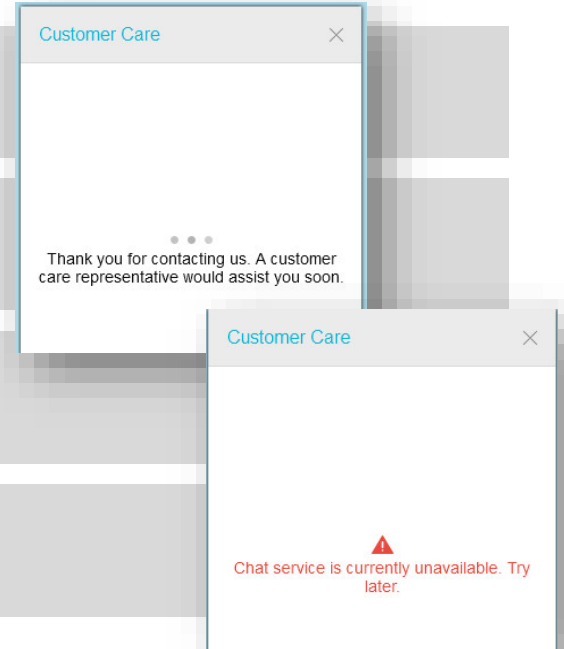 Customer Care
Thank you for contacting us. A customer
care representative would assist you soon.
Customer Care
Chat service is currently unavailable. Try
later.